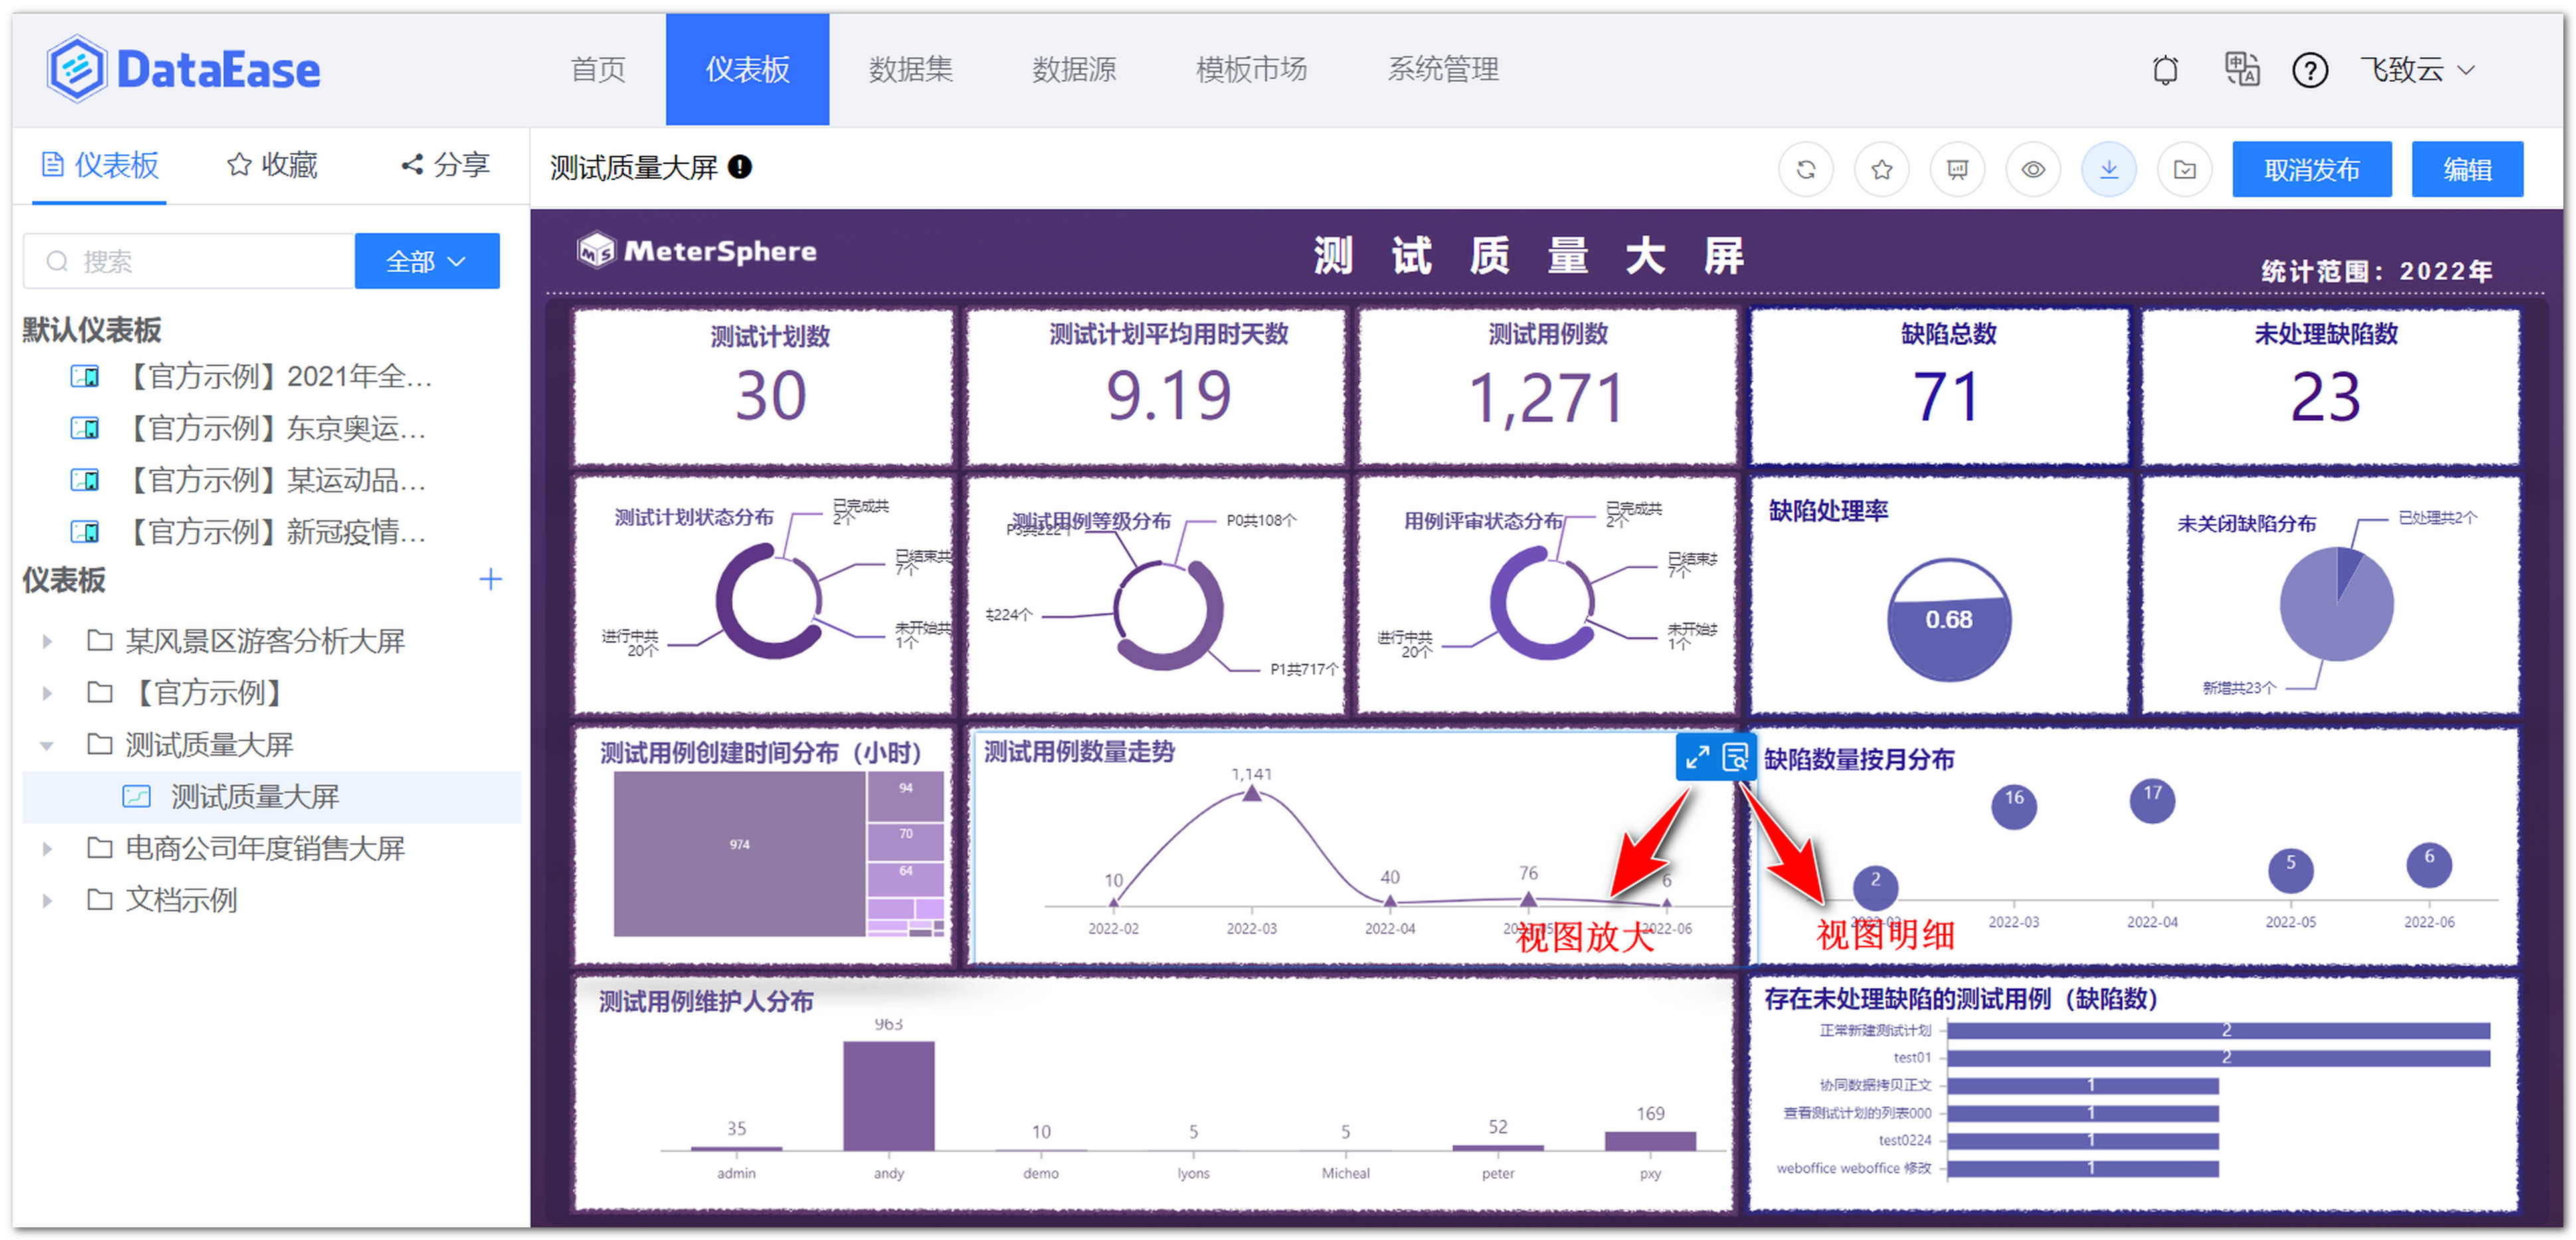 DataEase
首页 仪表板 数据集 数据源 模板市场 系统管理
飞致云
仪表板 收藏 分享
测试质量大屏
取消发布 编辑
搜索 全部
默认仪表板
【官方示例】2021年全...
【官方示例】东京奥运...
【官方示例】某运动品...
【官方示例】新冠疫情...
仪表板
某风景区游客分析大屏
【官方示例】
测试质量大屏
测试质量大屏
电商公司年度销售大屏
文档示例
MeterSphere
测 试 质 量 大 屏
统计范围：2022年
测试计划数
30
测试计划平均用时天数
9.19
测试用例数
1,271
缺陷总数
71
未处理缺陷数
23
测试计划状态分布
已完成共
2个
已结束共
7个
未开始共
1个
进行中共
20个
测试用例等级分布
P0共108个
共224个
P1共717个
用例评审状态分布
已完成共
2个
已结束共
7个
未开始共
1个
进行中共
20个
缺陷处理率
0.68
未关闭缺陷分布
已处理共2个
新增共23个
测试用例创建时间分布（小时）
974
94
70
64
测试用例数量走势
1,141
10
40
76
6
2022-02 2022-03 2022-04 2022-05 2022-06
视图放大
视图明细
缺陷数量按月分布
2 16 17 5 6
2022-02 2022-03 2022-04 2022-05 2022-06
测试用例维护人分布
35 963 10 5 5 52 169
admin andy demo lyons Micheal peter pxy
存在未处理缺陷的测试用例（缺陷数）
正常新建测试计划 2
test01 2
协同数据拷贝正文 1
查看测试计划的列表000 1
test0224 1
weboffice weboffice 修改 1